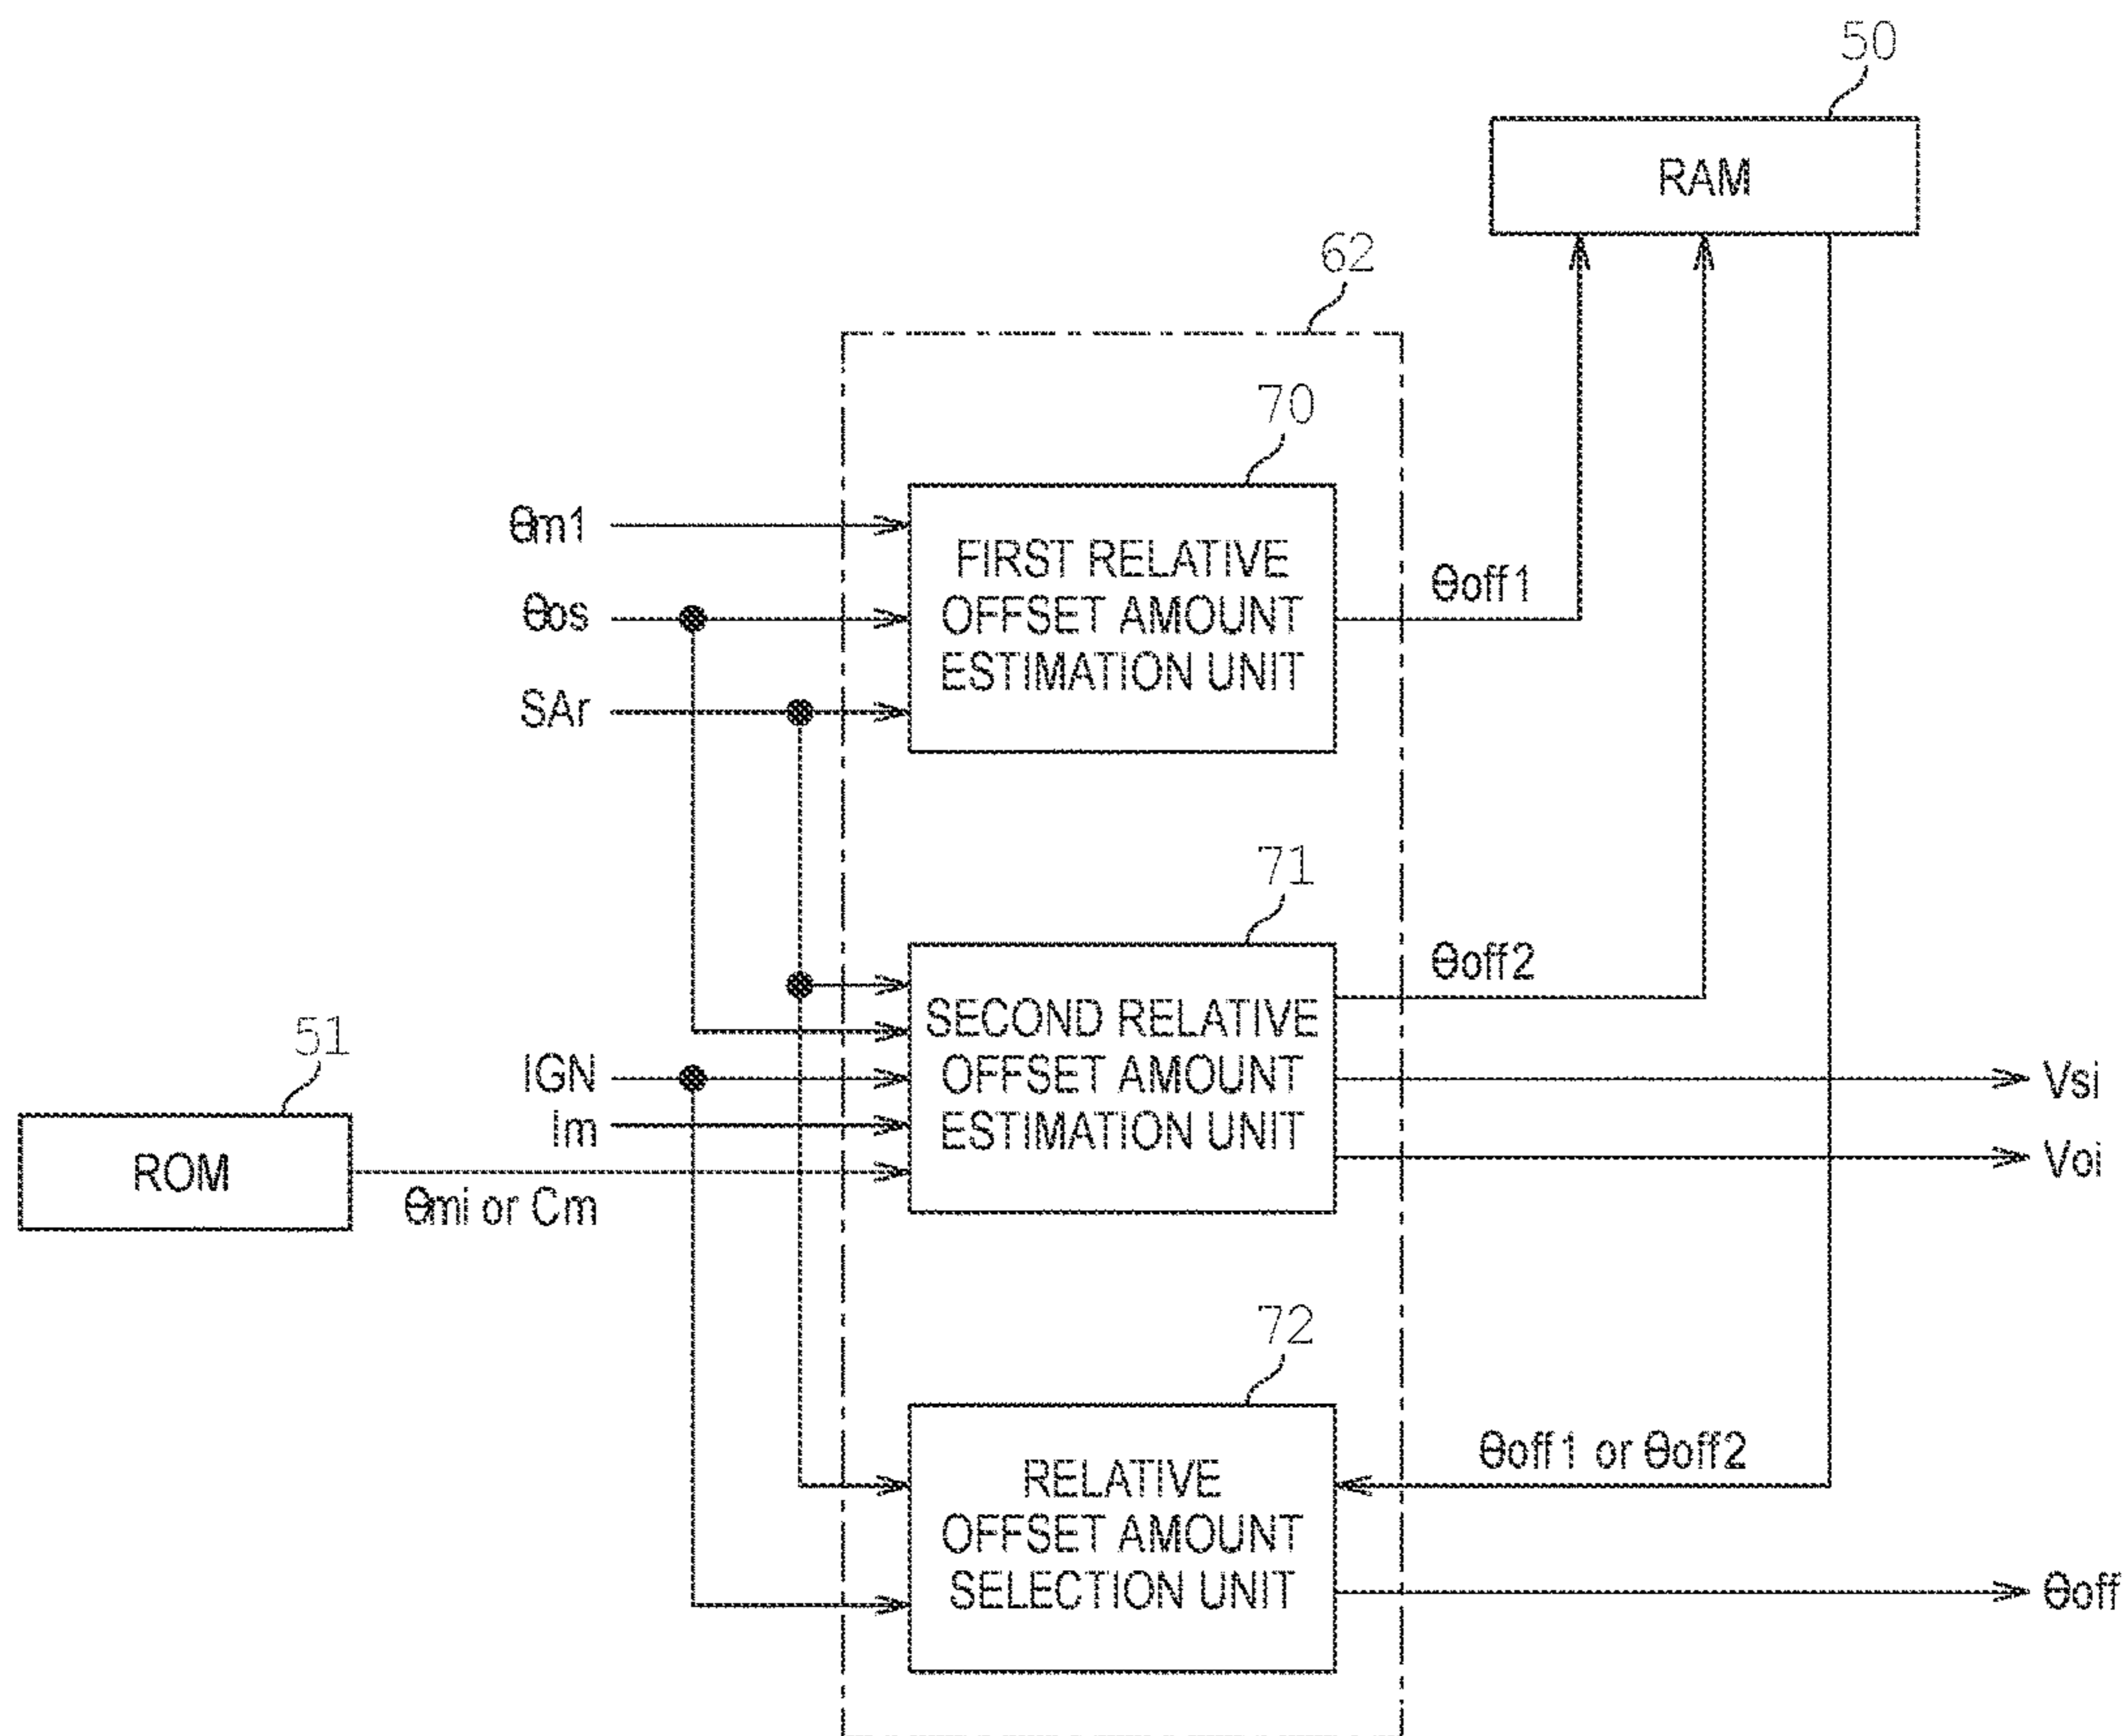 50
RAM
62
70
θm1
θos
SAr
FIRST RELATIVE
OFFSET AMOUNT
ESTIMATION UNIT
θoff1
71
θoff2
51
ROM
IGN
Im
θmi or Cm
SECOND RELATIVE
OFFSET AMOUNT
ESTIMATION UNIT
Vsi
Voi
72
RELATIVE
OFFSET AMOUNT
SELECTION UNIT
θoff1 or θoff2
θoff